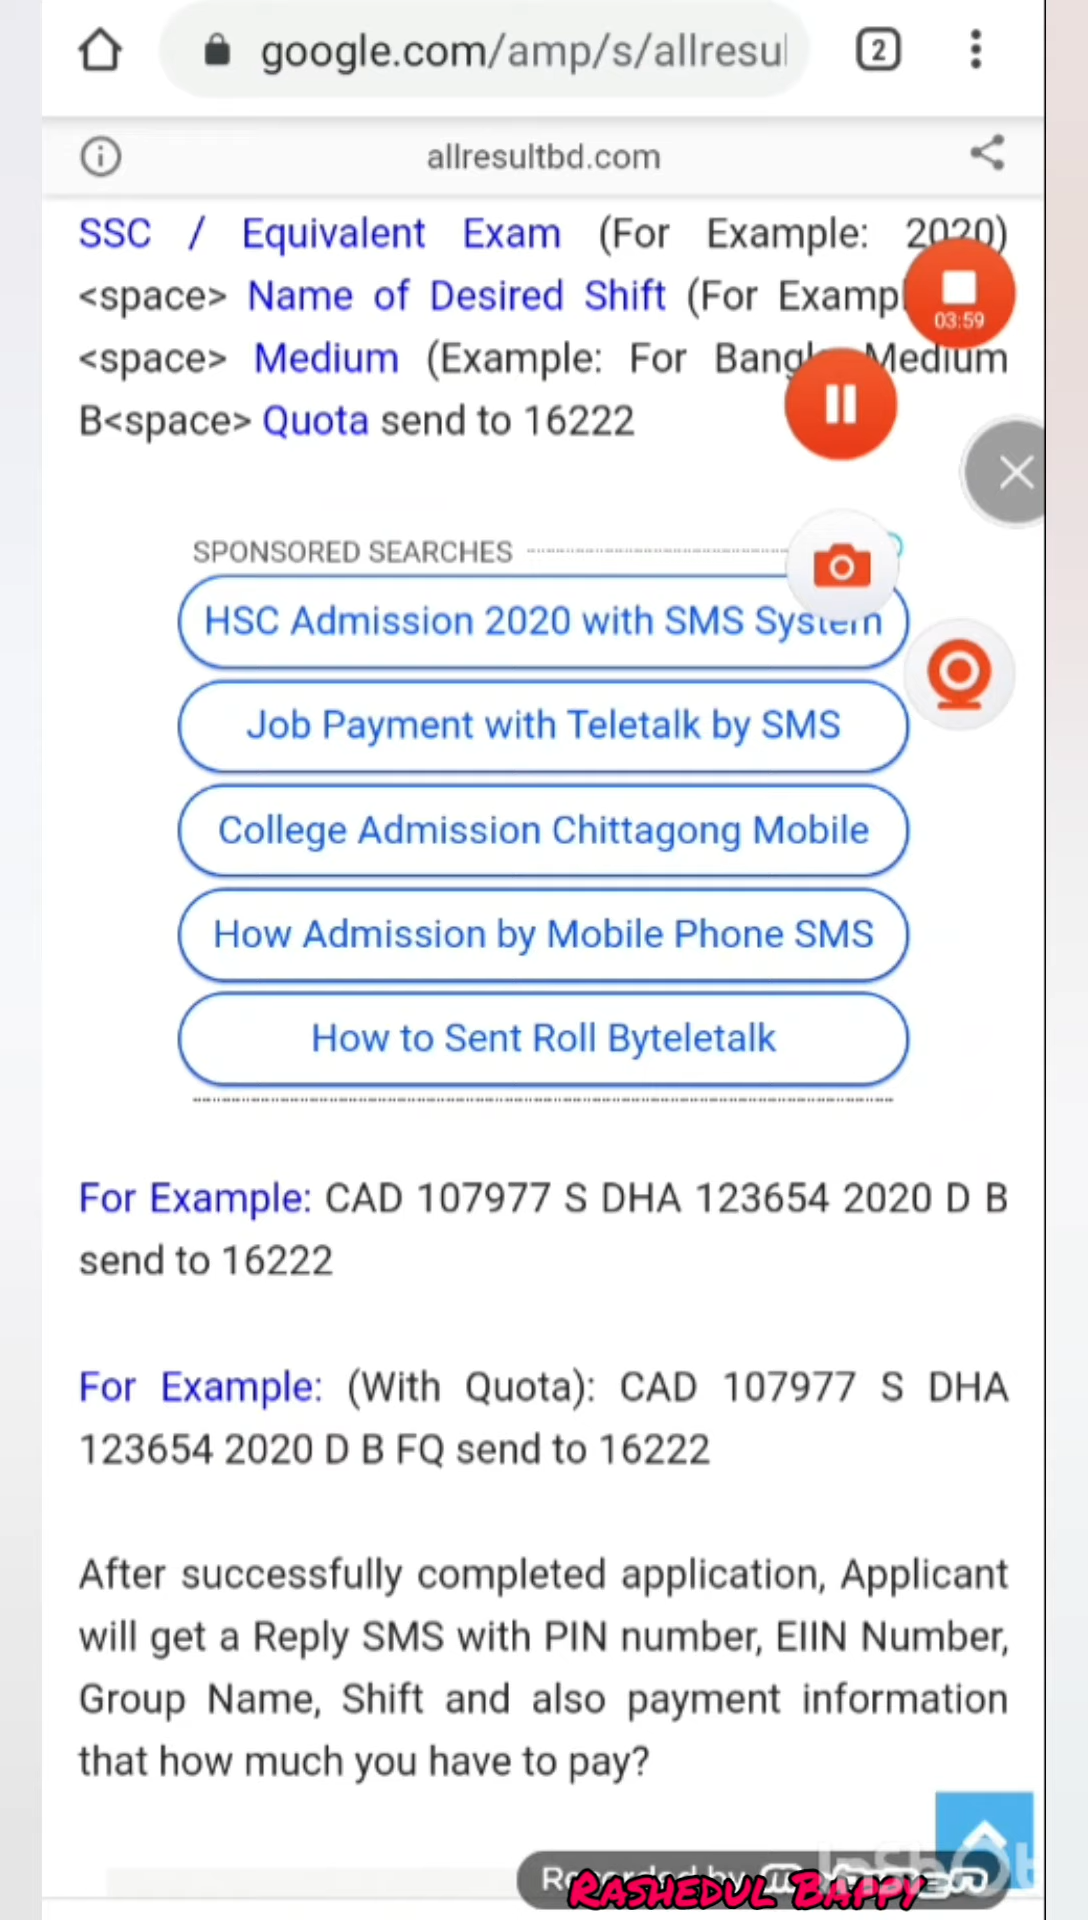 google.com/amp/s/allresul
2
allresultbd.com
SSC / Equivalent Exam (For Example: 2020)
<space> Name of Desired Shift (For Examp
03:59
<space> Medium (Example: For Bangla Medium
B<space> Quota send to 16222
SPONSORED SEARCHES
HSC Admission 2020 with SMS System
Job Payment with Teletalk by SMS
College Admission Chittagong Mobile
How Admission by Mobile Phone SMS
How to Sent Roll Byteletalk
For Example: CAD 107977 S DHA 123654 2020 D B
send to 16222
For Example: (With Quota): CAD 107977 S DHA
123654 2020 D B FQ send to 16222
After successfully completed application, Applicant
will get a Reply SMS with PIN number, EIIN Number,
Group Name, Shift and also payment information
that how much you have to pay?
Recorded by
RASHEDUL BAPPY